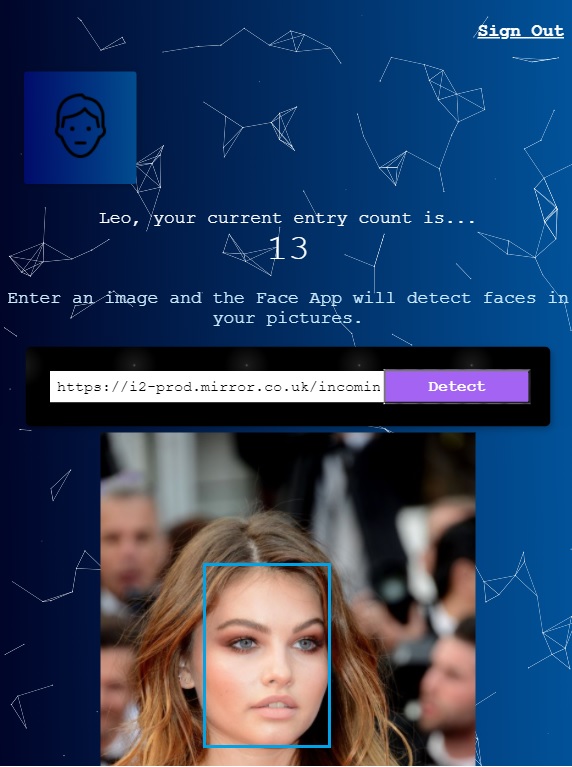 Sign Out
Leo, your current entry count is...
13
Enter an image and the Face App will detect faces in
your pictures.
https://i2-prod.mirror.co.uk/incomin
Detect